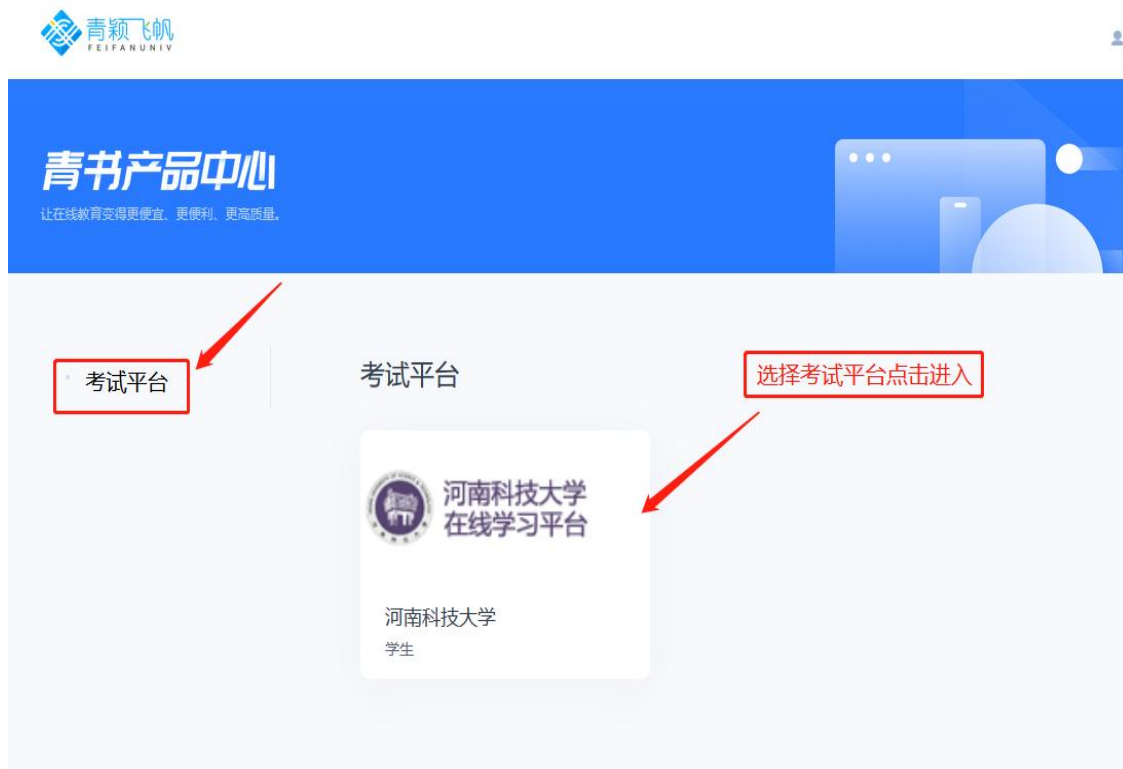 青颖飞帆
FEIFANUNIV
青书产品中心
让在线教育变得更便宜、更便利、更高质量。
考试平台
考试平台
选择考试平台点击进入
河南科技大学
在线学习平台
河南科技大学
学生